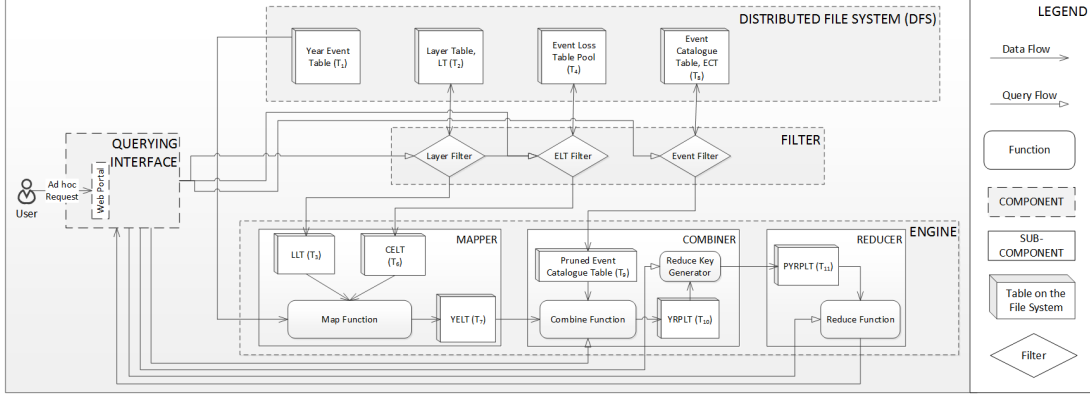 DISTRIBUTED FILE SYSTEM (DFS)
Year Event
Table (T₁)
Layer Table,
LT (T₂)
Event Loss
Table Pool
(T₄)
Event
Catalogue
Table, ECT
(T₈)
QUERYING
INTERFACE
Web Portal
Ad hoc
Request
User
FILTER
Layer Filter
ELT Filter
Event Filter
ENGINE
MAPPER
LLT (T₃)
CELT
(T₆)
Map Function
YELT (T₇)
COMBINER
Pruned Event
Catalogue Table (T₉)
Reduce Key
Generator
Combine Function
YRPLT (T₁₀)
REDUCER
PYRPLT (T₁₁)
Reduce Function
LEGEND
Data Flow
Query Flow
Function
COMPONENT
SUB-
COMPONENT
Table on the
File System
Filter